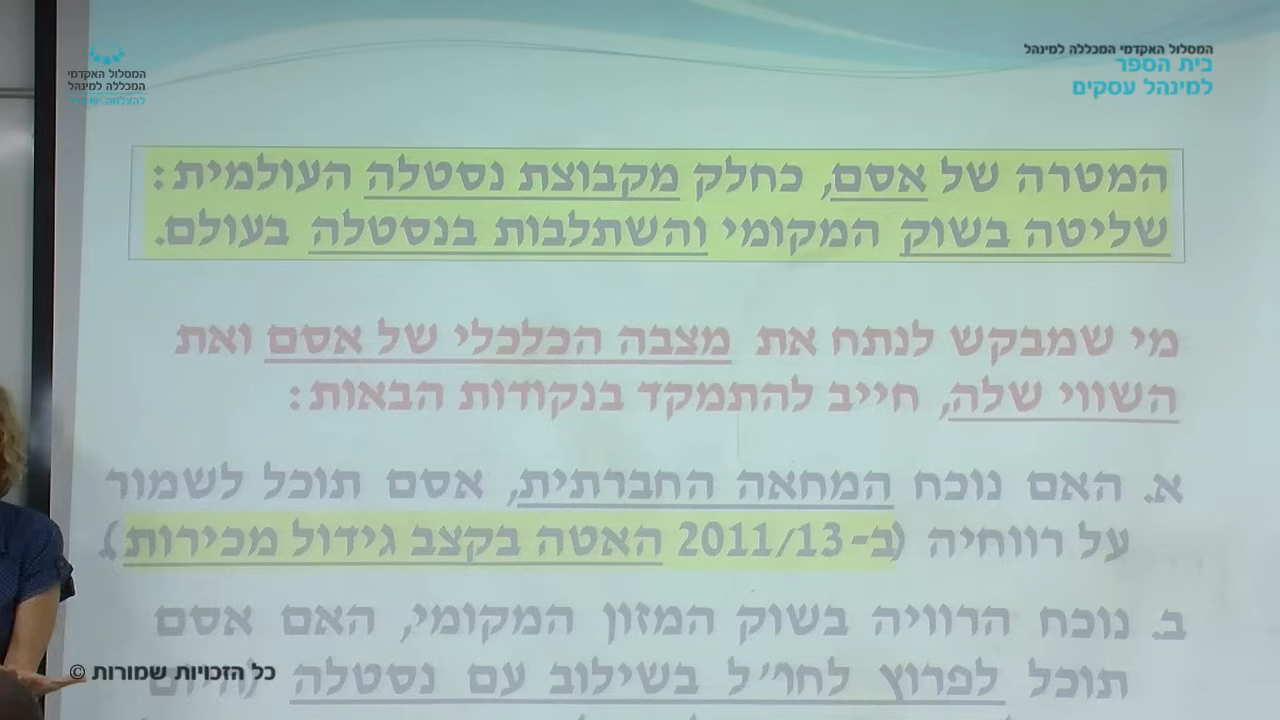 המסלול האקדמי המכללה למינהל
בית הספר
למינהל עסקים
המסלול האקדמי
המכללה למינהל
המטרה של אסם, כחלק מקבוצת נסטלה העולמית:
שליטה בשוק המקומי והשתלבות בנסטלה בעולם.
מי שמבקש לנתח את מצבה הכלכלי של אסם ואת
השווי שלה, חייב להתמקד בנקודות הבאות:
א. האם נוכח המחאה החברתית, אסם תוכל לשמור
על רווחיה (ב-2011/13 האטה בקצב גידול מכירות).
ב. נוכח הרוויה בשוק המזון המקומי, האם אסם
תוכל לפרוץ לחו"ל בשילוב עם נסטלה (היום
כל הזכויות שמורות ©